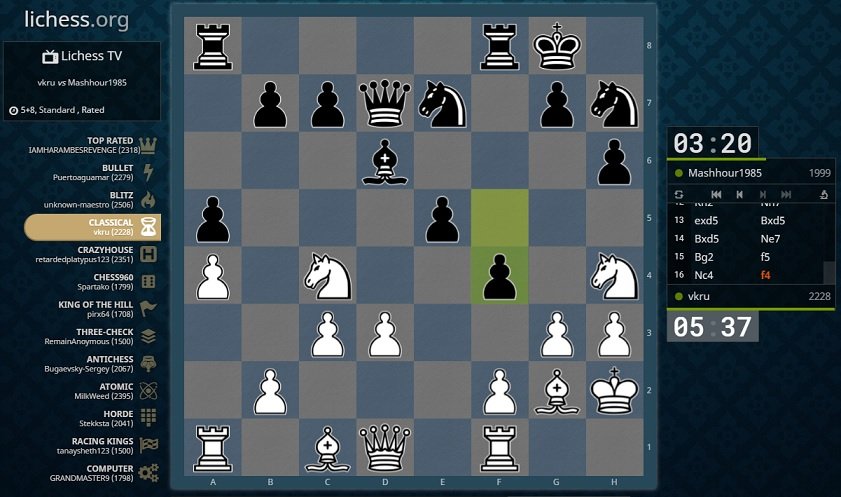 lichess.org
Lichess TV
vkru vs Mashhour1985
5+8, Standard , Rated
TOP RATED
IAMHARAMBESREVENGE (2318)
BULLET
Puertoaguamar (2279)
BLITZ
unknown-maestro (2506)
CLASSICAL
vkru (2228)
CRAZYHOUSE
retardedplatypus123 (2351)
CHESS960
Spartako (1799)
KING OF THE HILL
pirx64 (1708)
THREE-CHECK
RemainAnoymous (1500)
ANTICHESS
Bugaevsky-Sergey (2067)
ATOMIC
MilkWeed (2395)
HORDE
Stekksta (2041)
RACING KINGS
tanaysheth123 (1500)
COMPUTER
GRANDMASTER9 (1798)
8
7
6
5
4
3
2
1
A B C D E F G H
03:20
Mashhour1985 1999
13 exd5 Bxd5
14 Bxd5 Ne7
15 Bg2 f5
16 Nc4 f4
vkru 2228
05:37